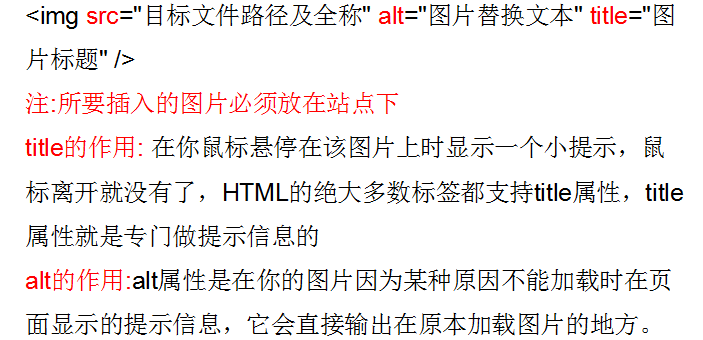 <img src="目标文件路径及全称" alt="图片替换文本" title="图
片标题" />
注:所要插入的图片必须放在站点下
title的作用: 在你鼠标悬停在该图片上时显示一个小提示，鼠
标离开就没有了，HTML的绝大多数标签都支持title属性，title
属性就是专门做提示信息的
alt的作用:alt属性是在你的图片因为某种原因不能加载时在页
面显示的提示信息，它会直接输出在原本加载图片的地方。